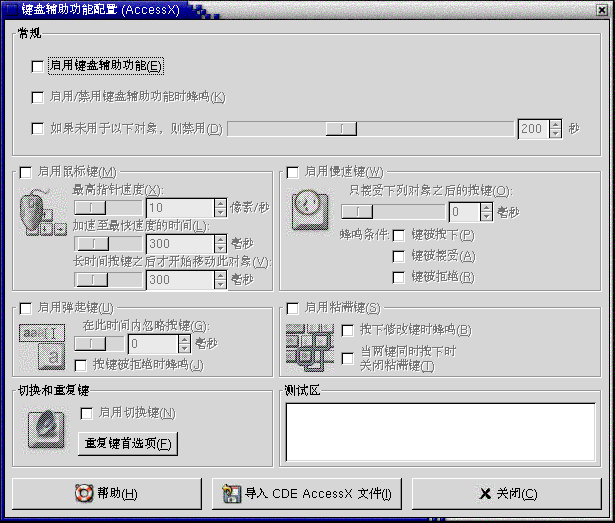 键盘辅助功能配置 (AccessX)
常规
启用键盘辅助功能(E)
启用/禁用键盘辅助功能时蜂鸣(K)
如果未用于以下对象，则禁用(D) 200 秒
启用鼠标键(M)
最高指针速度(X):
10 像素/秒
加速至最快速度的时间(L):
300 毫秒
长时间按键之后才开始移动此对象(V):
300 毫秒
启用慢速键(W)
只接受下列对象之后的按键(O):
0 毫秒
蜂鸣条件: 键被按下(P)
键被接受(A)
键被拒绝(R)
启用弹起键(U)
在此时间内忽略按键(G):
0 毫秒
按键被拒绝时蜂鸣(J)
启用粘滞键(S)
按下修改键时蜂鸣(B)
当两键同时按下时
关闭粘滞键(T)
切换和重复键
启用切换键(N)
重复键首选项(F)
测试区
帮助(H)
导入 CDE AccessX 文件(I)
关闭(C)